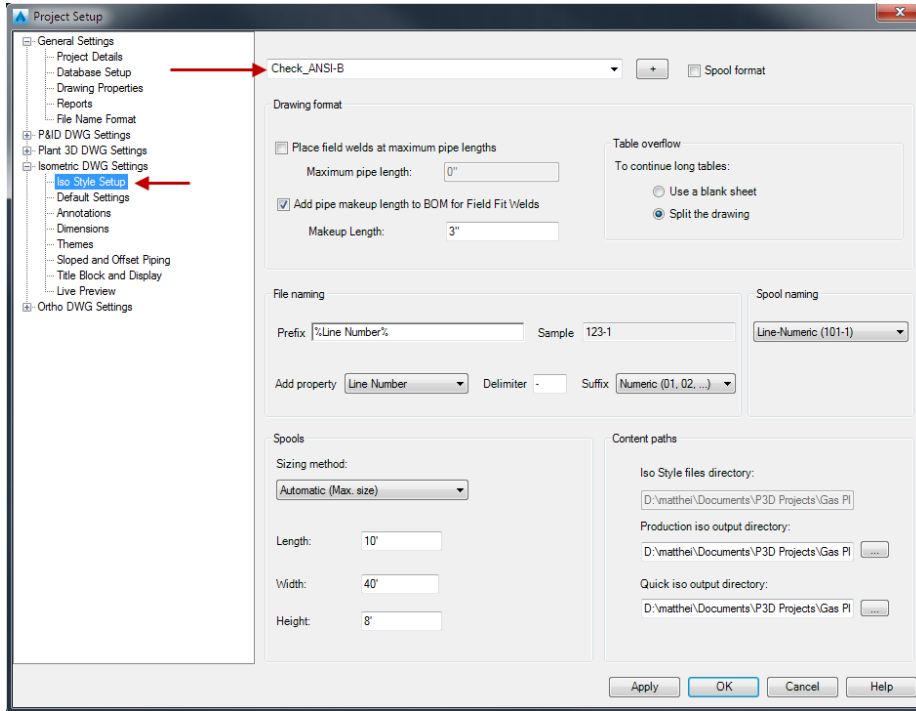 Project Setup
General Settings
Project Details
Database Setup
Drawing Properties
Reports
File Name Format
P&ID DWG Settings
Plant 3D DWG Settings
Isometric DWG Settings
Iso Style Setup
Default Settings
Annotations
Dimensions
Themes
Sloped and Offset Piping
Title Block and Display
Live Preview
Ortho DWG Settings
Check_ANSI-B
+
Spool format
Drawing format
Place field welds at maximum pipe lengths
Maximum pipe length: 0"
Add pipe makeup length to BOM for Field Fit Welds
Makeup Length: 3"
Table overflow
To continue long tables:
Use a blank sheet
Split the drawing
File naming
Prefix %Line Number% Sample 123-1
Add property Line Number Delimiter - Suffix Numeric (01, 02, ...)
Spool naming
Line-Numeric (101-1)
Spools
Sizing method:
Automatic (Max. size)
Length: 10'
Width: 40'
Height: 8'
Content paths
Iso Style files directory:
D:\matthei\Documents\P3D Projects\Gas Pl
Production iso output directory:
D:\matthei\Documents\P3D Projects\Gas Pl ...
Quick iso output directory:
D:\matthei\Documents\P3D Projects\Gas Pl ...
Apply OK Cancel Help